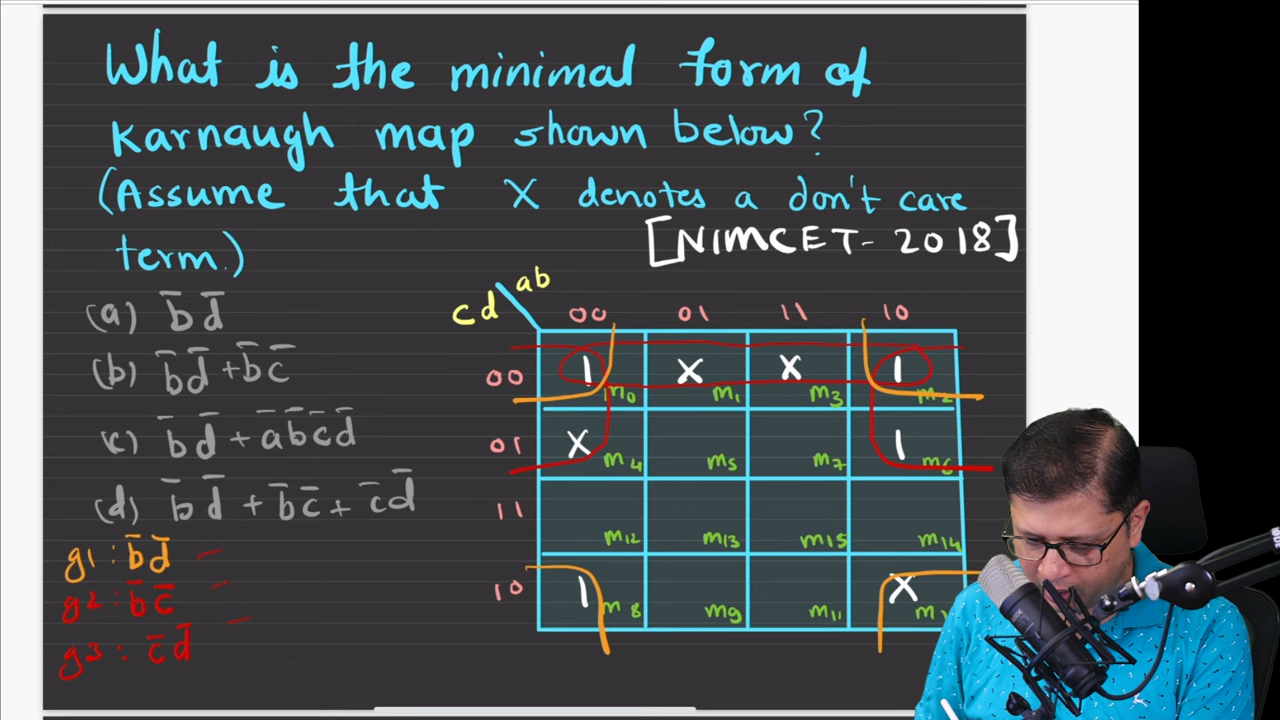 What is the minimal form of
Karnaugh map shown below?
(Assume that X denotes a don't care
term.)
[NIMCET-2018]
(a) b̅ d̅
(b) b̅d̅ + b̅ c̅
(c) b̅ d̅ + a̅ b̅ c̅ d̅
(d) b̅ d̅ + b̅ c̅ + c̅ d̅
g1 : b̅ d̅
g2 : b̅ c̅
g3 : c̅ d̅
ab
cd
00 01 11 10
00 1 m0 X m1 X m3 1 m2
01 X m4 m5 m7 1 m6
11 m12 m13 m15 m14
10 1 m8 m9 m11 X